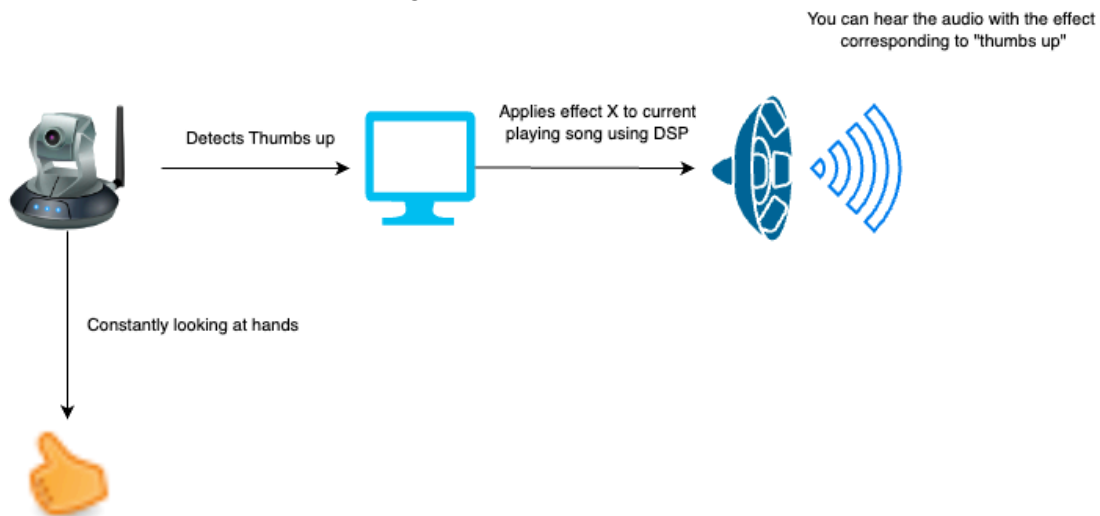 You can hear the audio with the effect
corresponding to "thumbs up"
Detects Thumbs up
Applies effect X to current
playing song using DSP
Constantly looking at hands